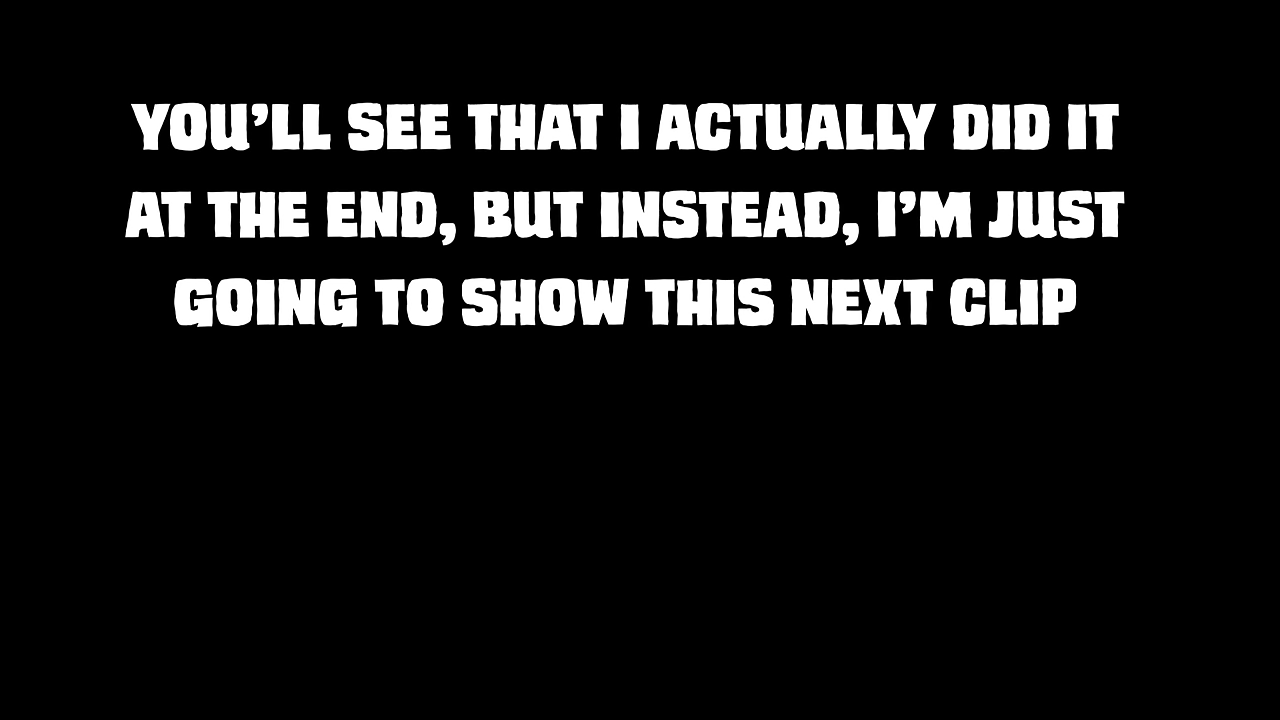 YOU’LL SEE THAT I ACTUALLY DID IT
AT THE END, BUT INSTEAD, I’M JUST
GOING TO SHOW THIS NEXT CLIP